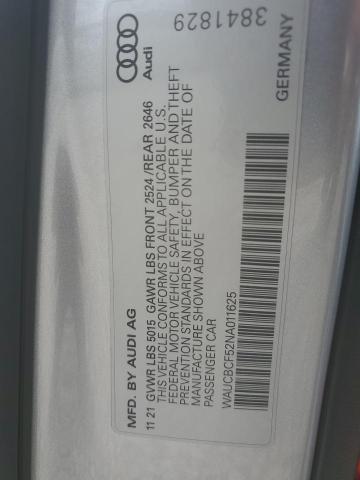 MFD. BY AUDI AG
11 21 GVWR LBS 5015 GAWR LBS FRONT 2524 /REAR 2646
THIS VEHICLE CONFORMS TO ALL APPLICABLE U.S.
FEDERAL MOTOR VEHICLE SAFETY, BUMPER AND THEFT
PREVENTION STANDARDS IN EFFECT ON THE DATE OF
MANUFACTURE SHOWN ABOVE
PASSENGER CAR
WAUCBCF52NA011625
Audi
3841829
GERMANY